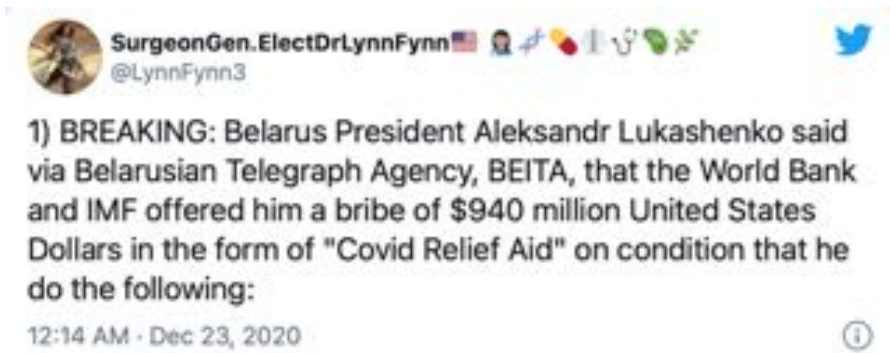 SurgeonGen.ElectDrLynnFynn🇺🇸
@LynnFynn3
1) BREAKING: Belarus President Aleksandr Lukashenko said
via Belarusian Telegraph Agency, BEITA, that the World Bank
and IMF offered him a bribe of $940 million United States
Dollars in the form of "Covid Relief Aid" on condition that he
do the following:
12:14 AM · Dec 23, 2020